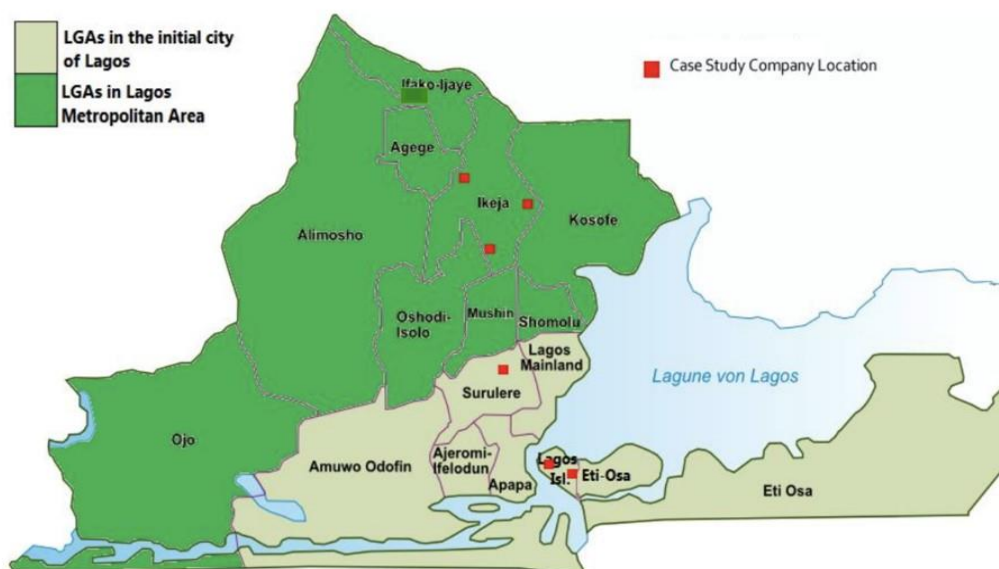 LGAs in the initial city
of Lagos
LGAs in Lagos
Metropolitan Area
Case Study Company Location
Ifako-Ijaye
Agege
Ikeja
Kosofe
Alimosho
Oshodi-
Isolo
Mushin
Shomolu
Lagos
Mainland
Lagune von Lagos
Surulere
Ojo
Amuwo Odofin
Ajeromi-
Ifelodun
Apapa
Lagos
Isl.
Eti-Osa
Eti Osa